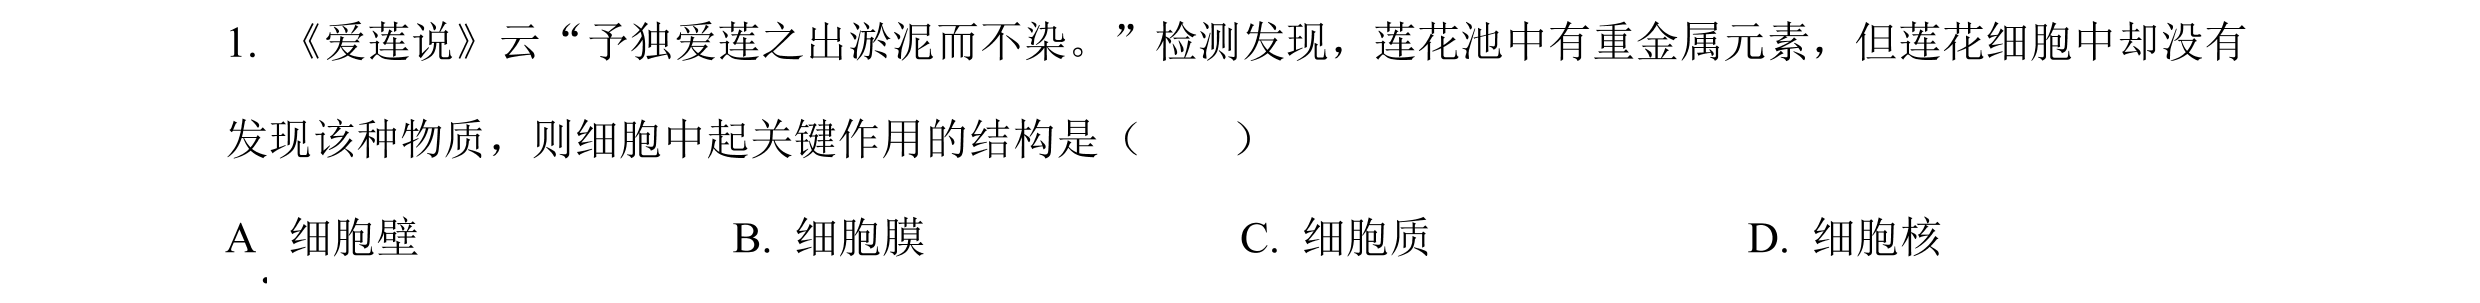 1. 《爱莲说》云“予独爱莲之出淤泥而不染。”检测发现，莲花池中有重金属元素，但莲花细胞中却没有
发现该种物质，则细胞中起关键作用的结构是（　　）
A . 细胞壁 B. 细胞膜 C. 细胞质 D. 细胞核